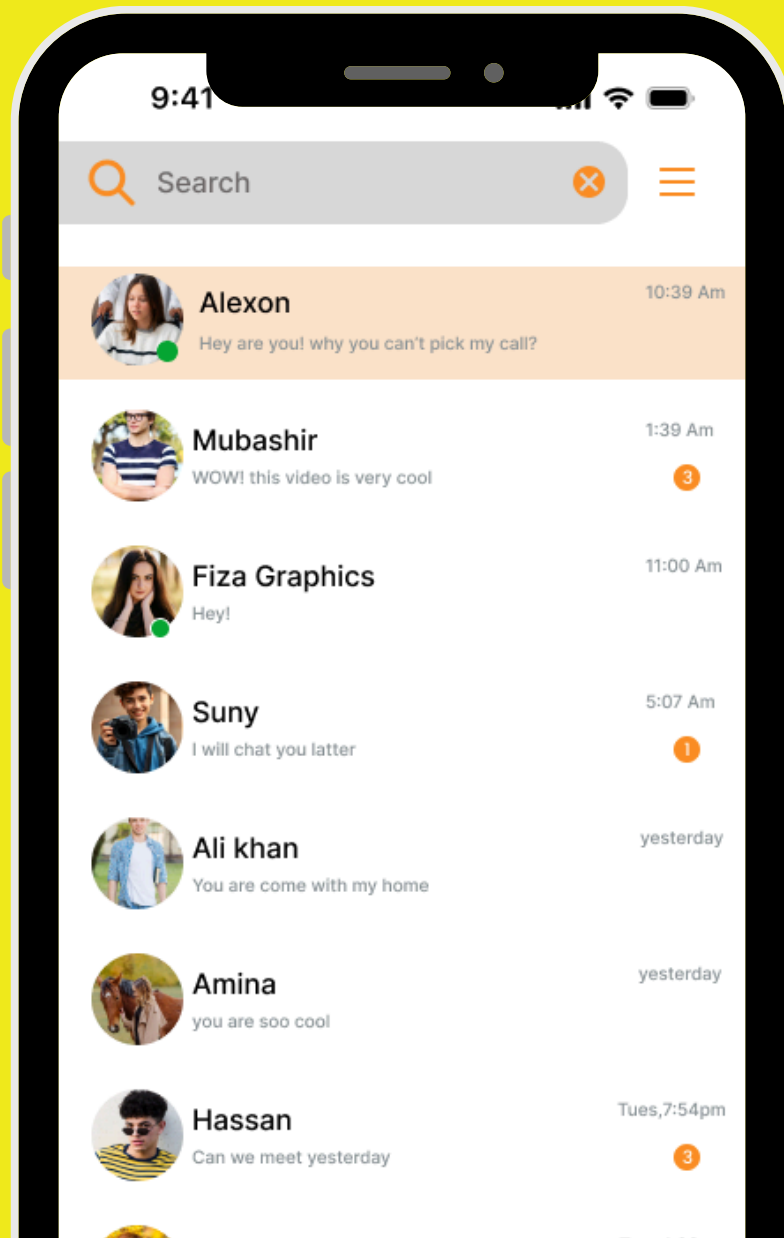 9:41
Search
Alexon
10:39 Am
Hey are you! why you can't pick my call?
Mubashir
1:39 Am
WOW! this video is very cool
3
Fiza Graphics
11:00 Am
Hey!
Suny
5:07 Am
I will chat you latter
1
Ali khan
yesterday
You are come with my home
Amina
yesterday
you are soo cool
Hassan
Tues,7:54pm
Can we meet yesterday
3